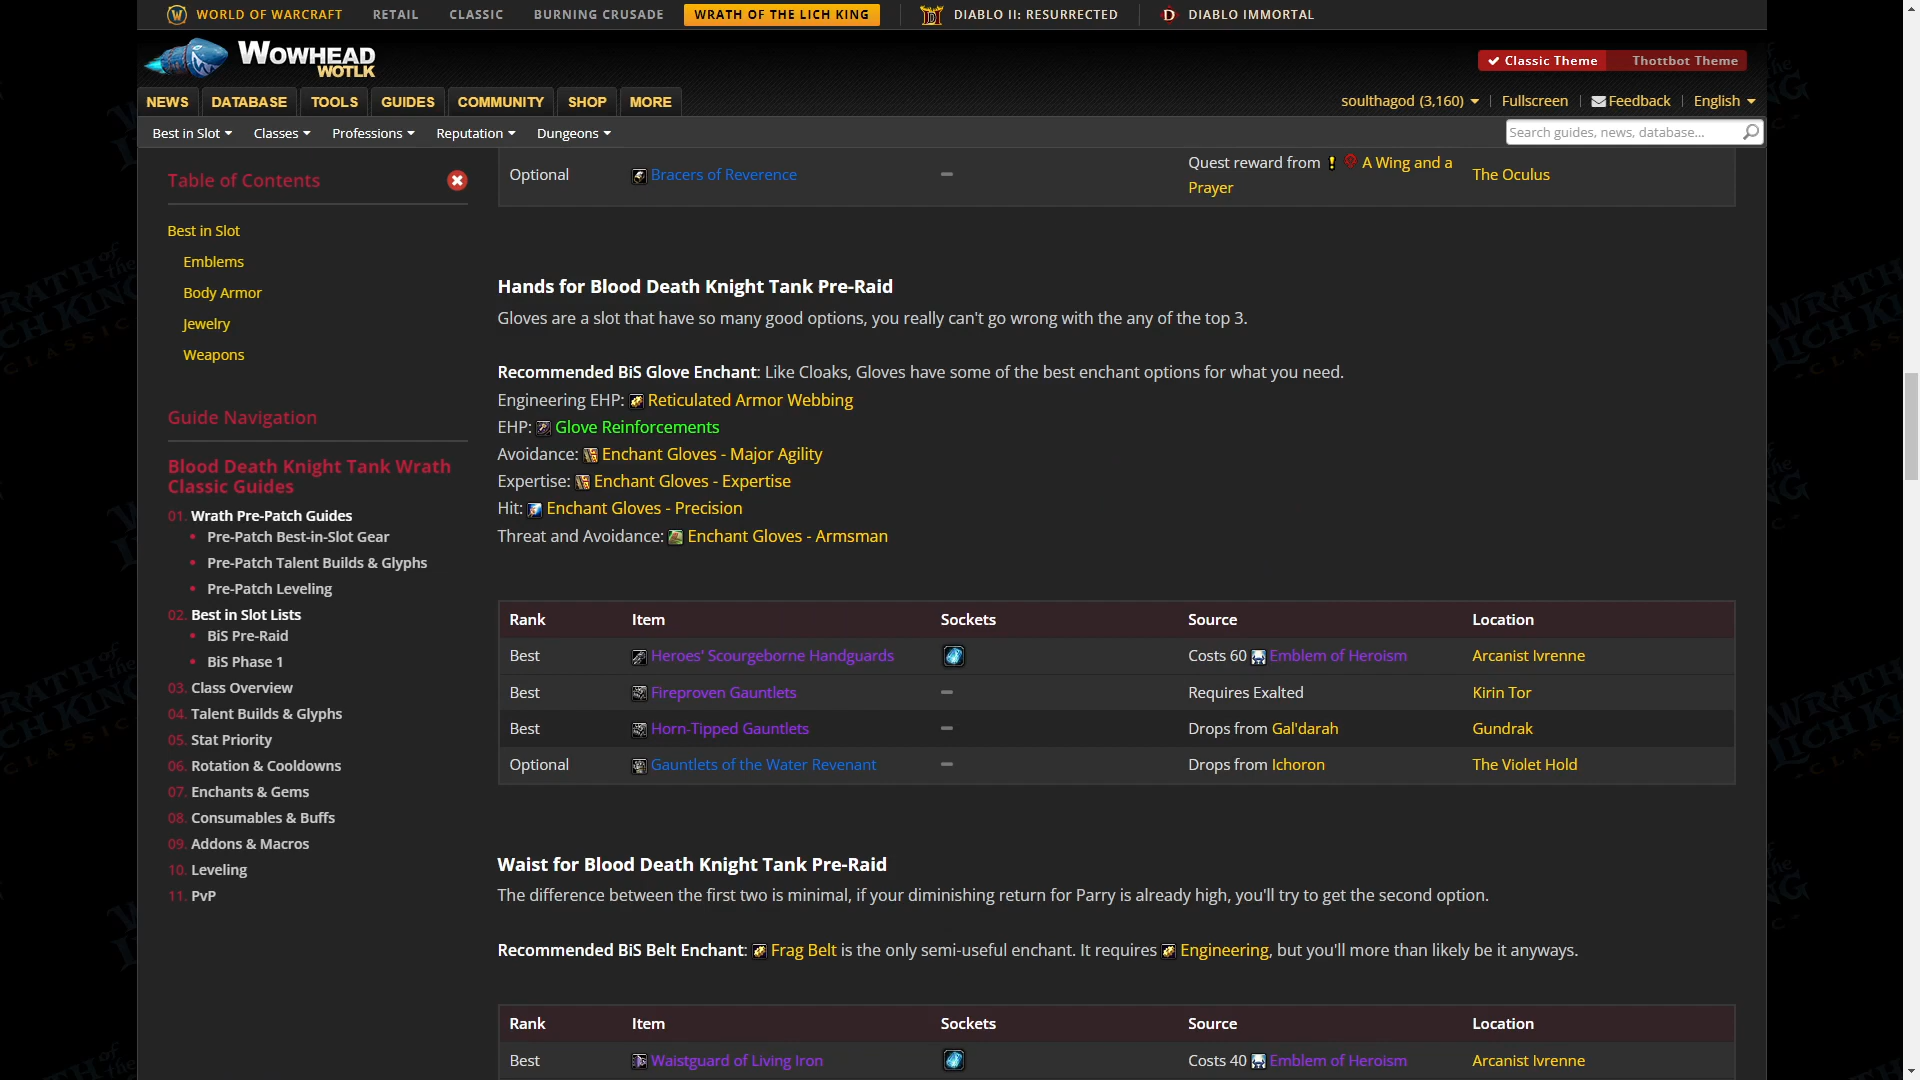 WORLD OF WARCRAFT RETAIL CLASSIC BURNING CRUSADE WRATH OF THE LICH KING DIABLO II: RESURRECTED DIABLO IMMORTAL
WOWHEAD
WOTLK
Classic Theme Thottbot Theme
NEWS DATABASE TOOLS GUIDES COMMUNITY SHOP MORE
soulthagod (3,160) Fullscreen Feedback English
Best in Slot Classes Professions Reputation Dungeons
Search guides, news, database...
Table of Contents
Best in Slot
Emblems
Body Armor
Jewelry
Weapons
Guide Navigation
Blood Death Knight Tank Wrath
Classic Guides
01. Wrath Pre-Patch Guides
• Pre-Patch Best-in-Slot Gear
• Pre-Patch Talent Builds & Glyphs
• Pre-Patch Leveling
02. Best in Slot Lists
• BiS Pre-Raid
• BiS Phase 1
03. Class Overview
04. Talent Builds & Glyphs
05. Stat Priority
06. Rotation & Cooldowns
07. Enchants & Gems
08. Consumables & Buffs
09. Addons & Macros
10. Leveling
11. PvP
Optional Bracers of Reverence – Quest reward from A Wing and a
Prayer
The Oculus
Hands for Blood Death Knight Tank Pre-Raid
Gloves are a slot that have so many good options, you really can't go wrong with the any of the top 3.
Recommended BiS Glove Enchant: Like Cloaks, Gloves have some of the best enchant options for what you need.
Engineering EHP: Reticulated Armor Webbing
EHP: Glove Reinforcements
Avoidance: Enchant Gloves - Major Agility
Expertise: Enchant Gloves - Expertise
Hit: Enchant Gloves - Precision
Threat and Avoidance: Enchant Gloves - Armsman
Rank Item Sockets Source Location
Best Heroes' Scourgeborne Handguards Costs 60 Emblem of Heroism Arcanist Ivrenne
Best Fireproven Gauntlets – Requires Exalted Kirin Tor
Best Horn-Tipped Gauntlets – Drops from Gal'darah Gundrak
Optional Gauntlets of the Water Revenant – Drops from Ichoron The Violet Hold
Waist for Blood Death Knight Tank Pre-Raid
The difference between the first two is minimal, if your diminishing return for Parry is already high, you'll try to get the second option.
Recommended BiS Belt Enchant: Frag Belt is the only semi-useful enchant. It requires Engineering, but you'll more than likely be it anyways.
Rank Item Sockets Source Location
Best Waistguard of Living Iron Costs 40 Emblem of Heroism Arcanist Ivrenne